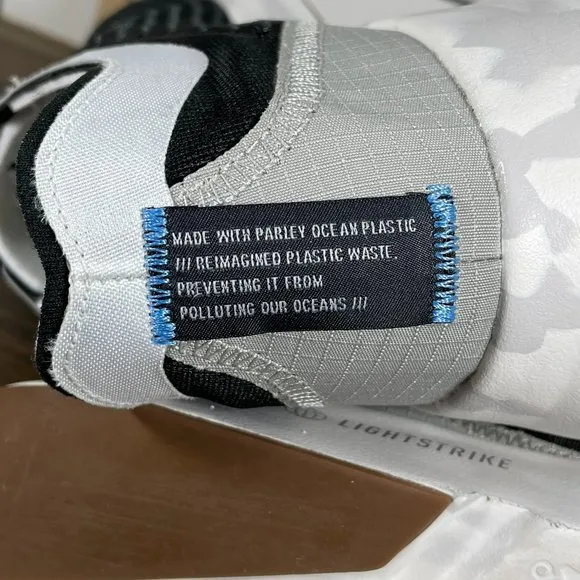 MADE WITH PARLEY OCEAN PLASTIC
/// REIMAGINED PLASTIC WASTE.
PREVENTING IT FROM
POLLUTING OUR OCEANS ///
LIGHTSTRIKE